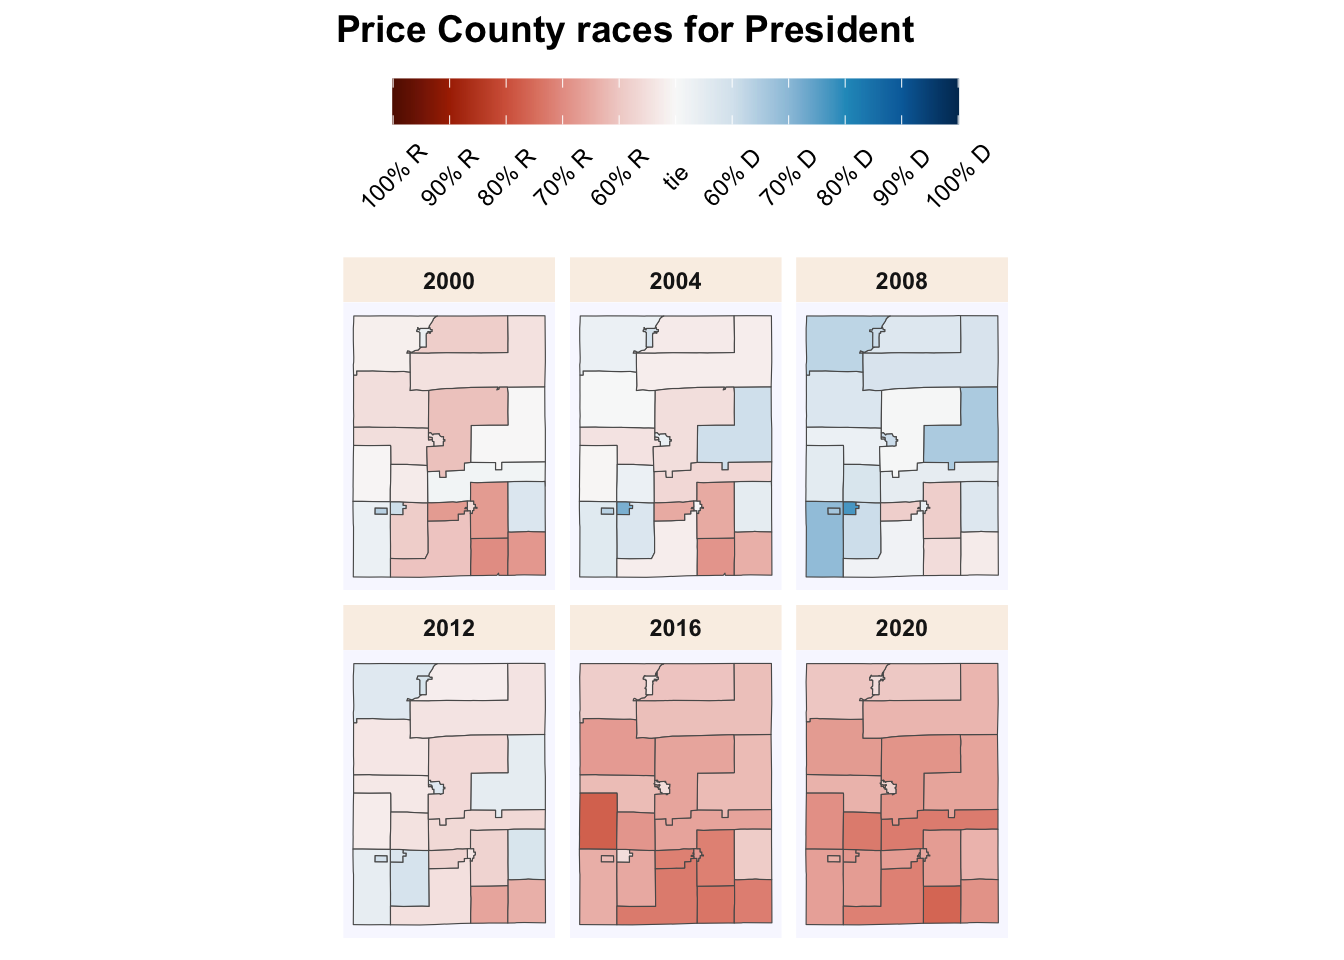 Price County races for President
100% R 90% R 80% R 70% R 60% R tie 60% D 70% D 80% D 90% D 100% D
2000 2004 2008
2012 2016 2020